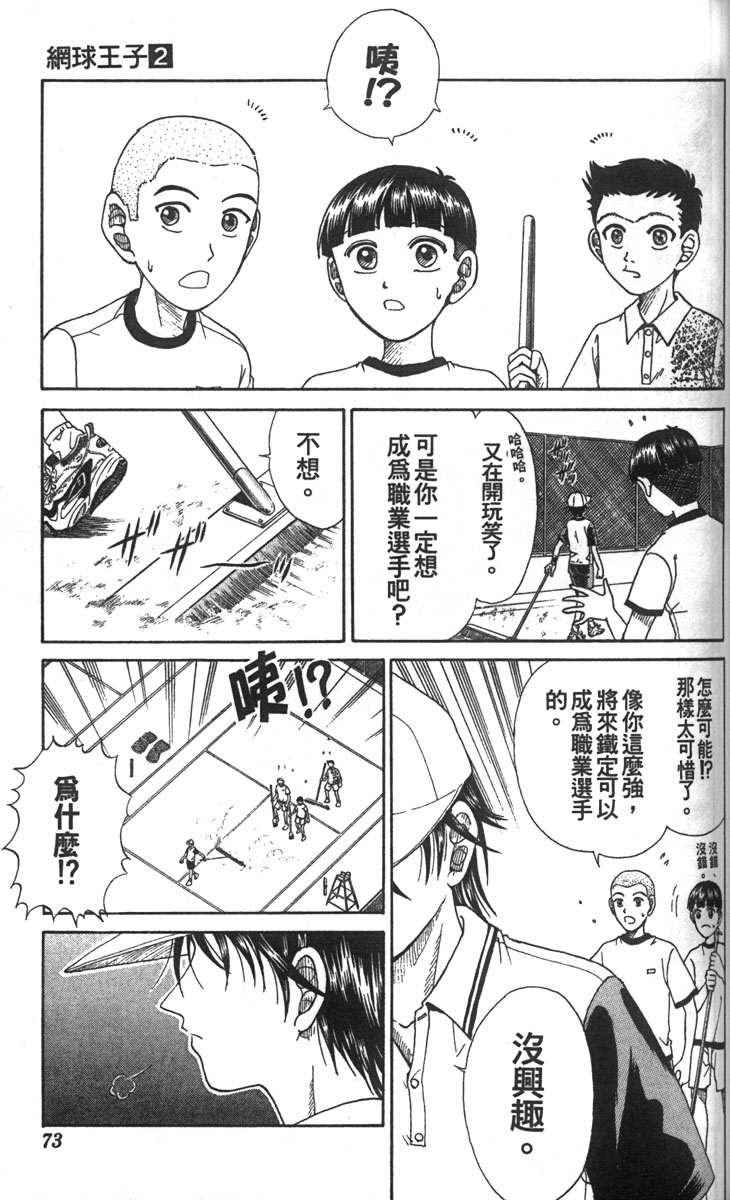 網球王子2
咦!?
又在開玩笑了。
哈哈哈。
可是你一定想
成爲職業選手吧?
不想。
怎麼可能!?
那樣太可惜了。
像你這麼強,
將來鐵定可以
成爲職業選手
的。
沒錯
沒錯。
沒興趣。
咦!?
爲什麼!?
73